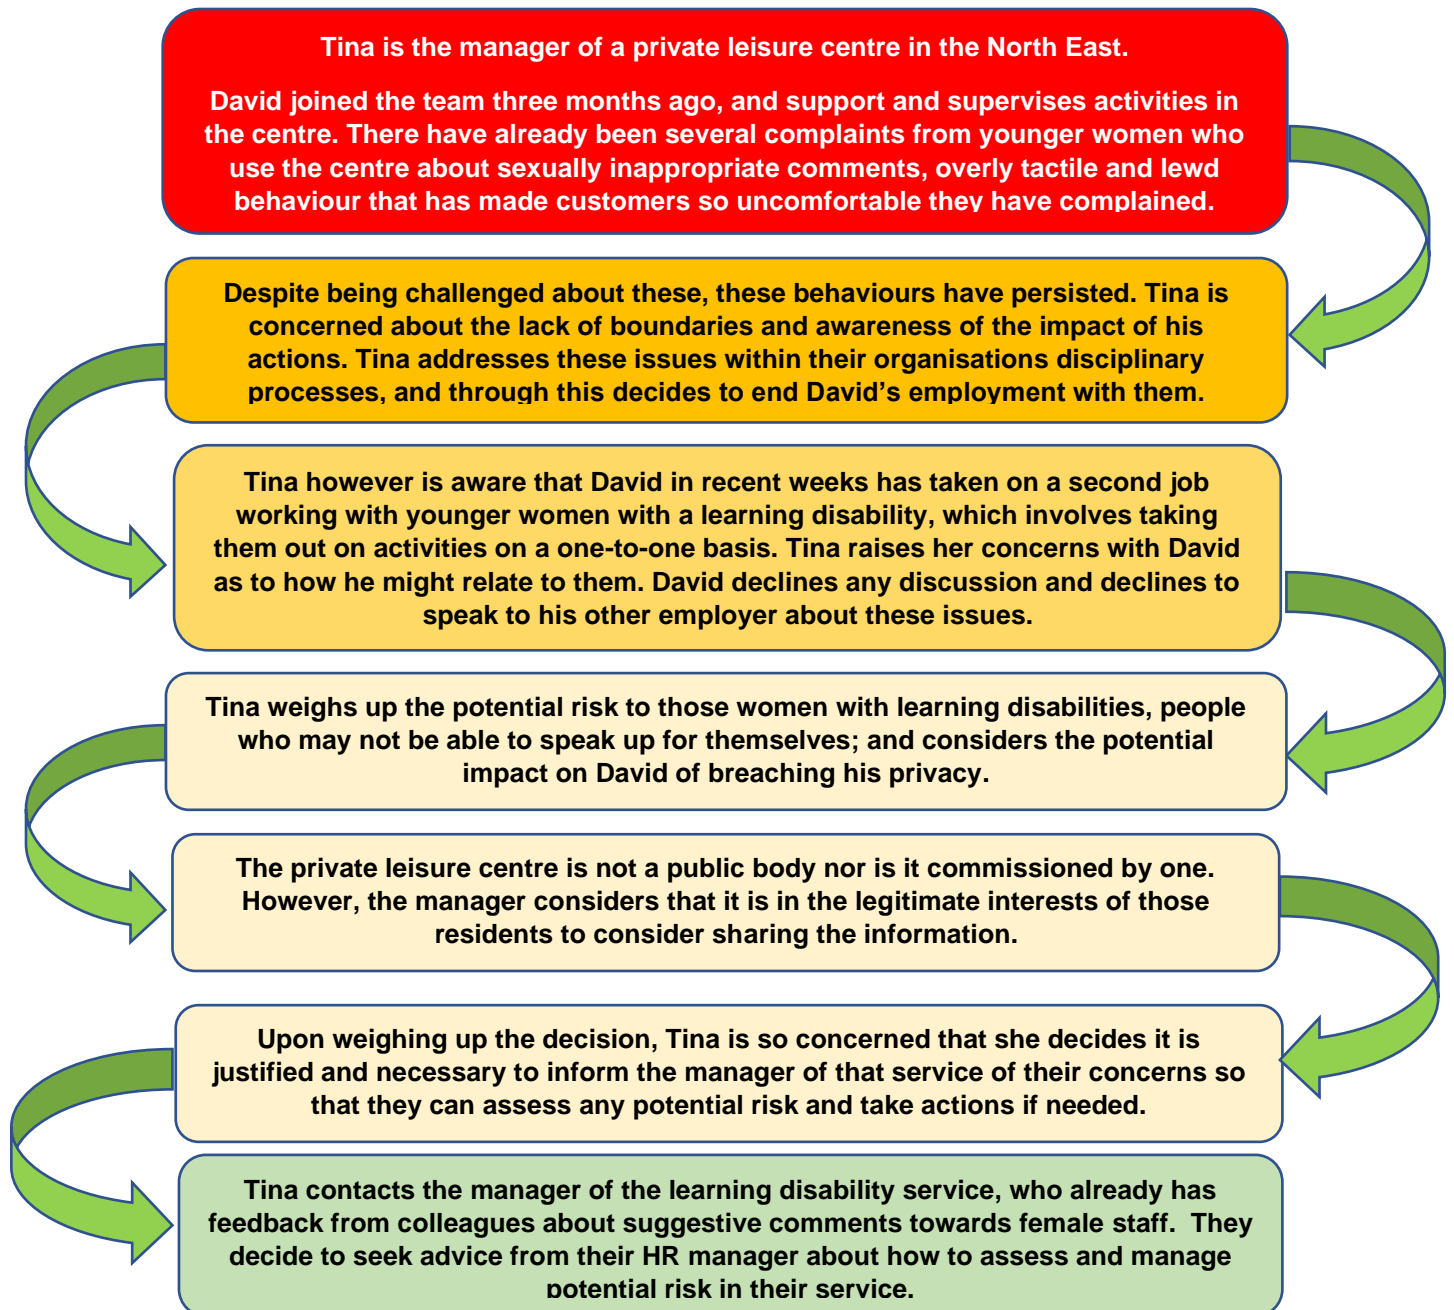 Tina is the manager of a private leisure centre in the North East.
David joined the team three months ago, and support and supervises activities in
the centre. There have already been several complaints from younger women who
use the centre about sexually inappropriate comments, overly tactile and lewd
behaviour that has made customers so uncomfortable they have complained.
Despite being challenged about these, these behaviours have persisted. Tina is
concerned about the lack of boundaries and awareness of the impact of his
actions. Tina addresses these issues within their organisations disciplinary
processes, and through this decides to end David’s employment with them.
Tina however is aware that David in recent weeks has taken on a second job
working with younger women with a learning disability, which involves taking
them out on activities on a one-to-one basis. Tina raises her concerns with David
as to how he might relate to them. David declines any discussion and declines to
speak to his other employer about these issues.
Tina weighs up the potential risk to those women with learning disabilities, people
who may not be able to speak up for themselves; and considers the potential
impact on David of breaching his privacy.
The private leisure centre is not a public body nor is it commissioned by one.
However, the manager considers that it is in the legitimate interests of those
residents to consider sharing the information.
Upon weighing up the decision, Tina is so concerned that she decides it is
justified and necessary to inform the manager of that service of their concerns so
that they can assess any potential risk and take actions if needed.
Tina contacts the manager of the learning disability service, who already has
feedback from colleagues about suggestive comments towards female staff.  They
decide to seek advice from their HR manager about how to assess and manage
potential risk in their service.